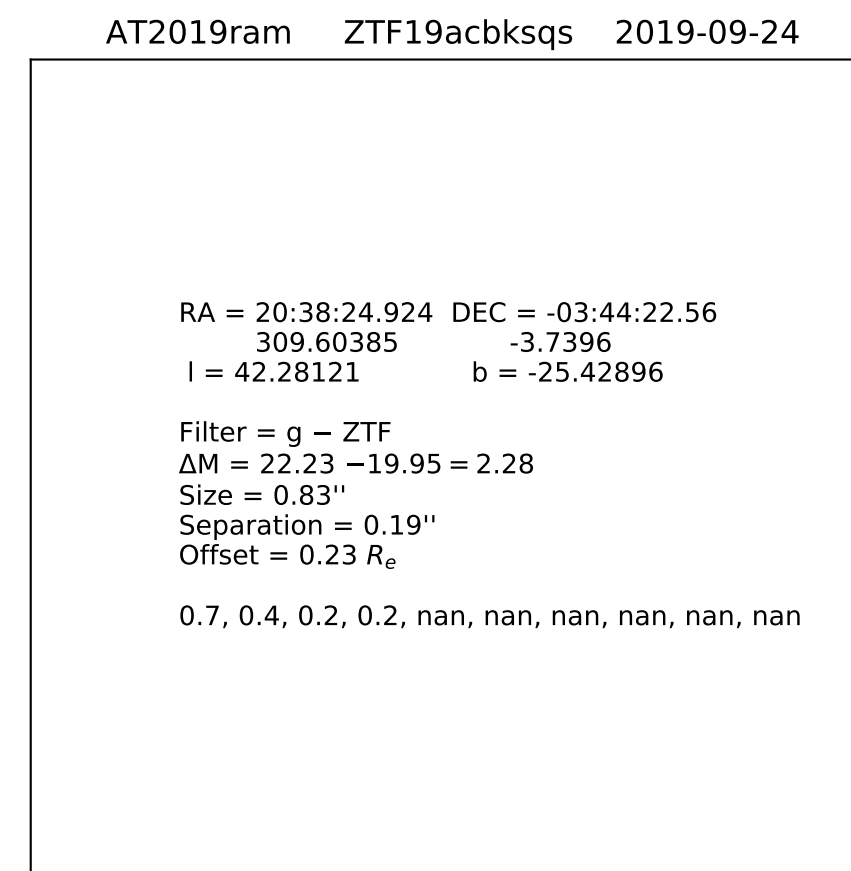 AT2019ram ZTF19acbksqs 2019-09-24
RA = 20:38:24.924 DEC = -03:44:22.56
309.60385 -3.7396
l = 42.28121 b = -25.42896
Filter = g − ZTF
ΔM = 22.23 −19.95 = 2.28
Size = 0.83''
Separation = 0.19''
Offset = 0.23 Re
0.7, 0.4, 0.2, 0.2, nan, nan, nan, nan, nan, nan